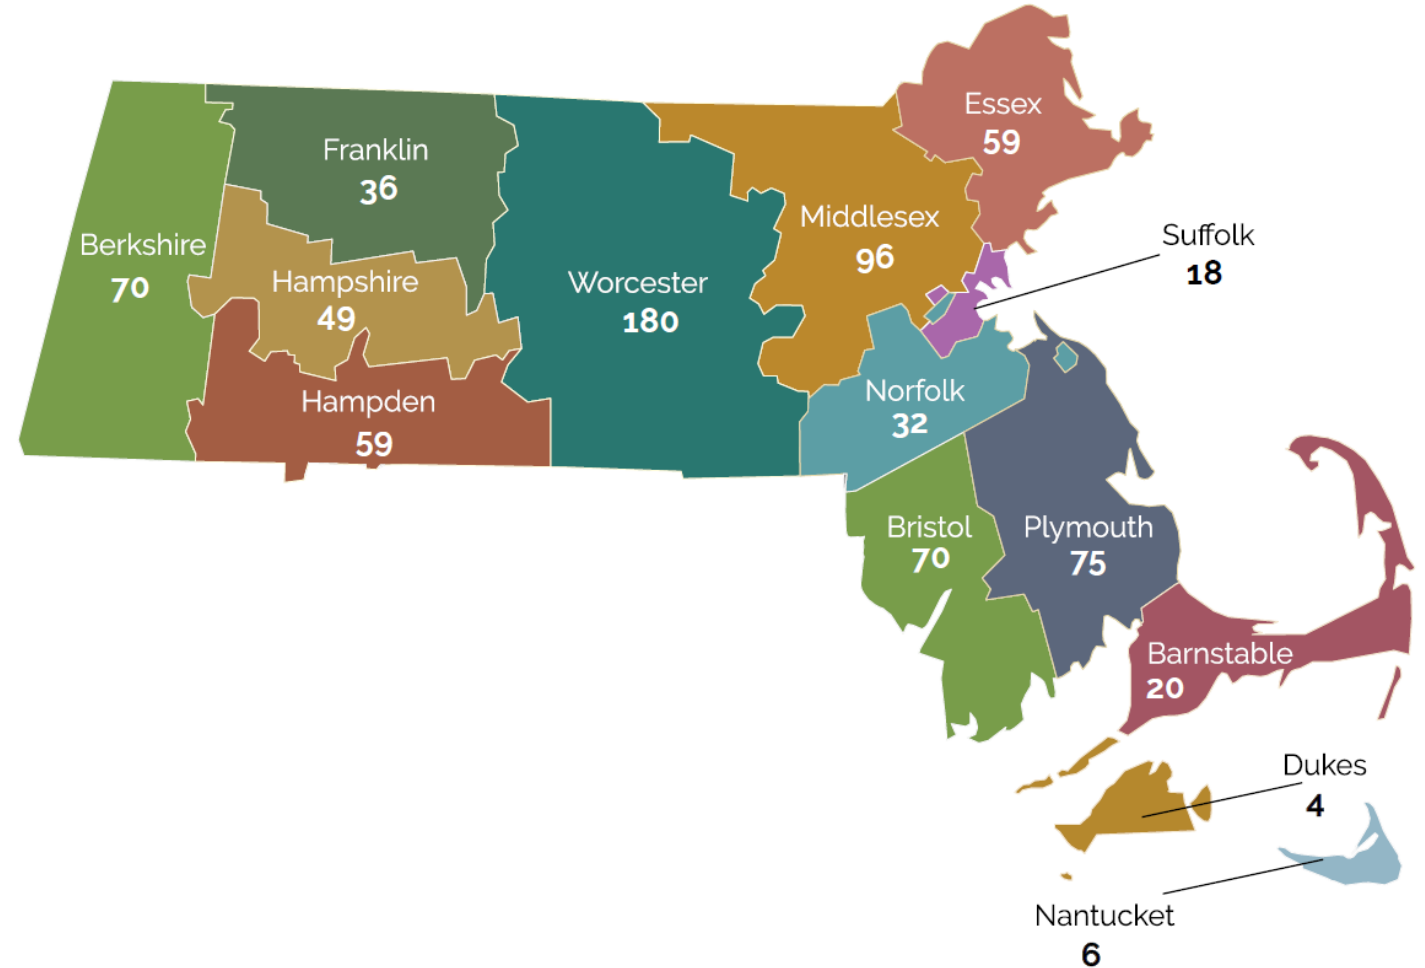 Essex
59
Franklin
36
Middlesex
96
Suffolk
18
Berkshire
70
Hampshire
49
Worcester
180
Hampden
59
Norfolk
32
Bristol
70
Plymouth
75
Barnstable
20
Dukes
4
Nantucket
6